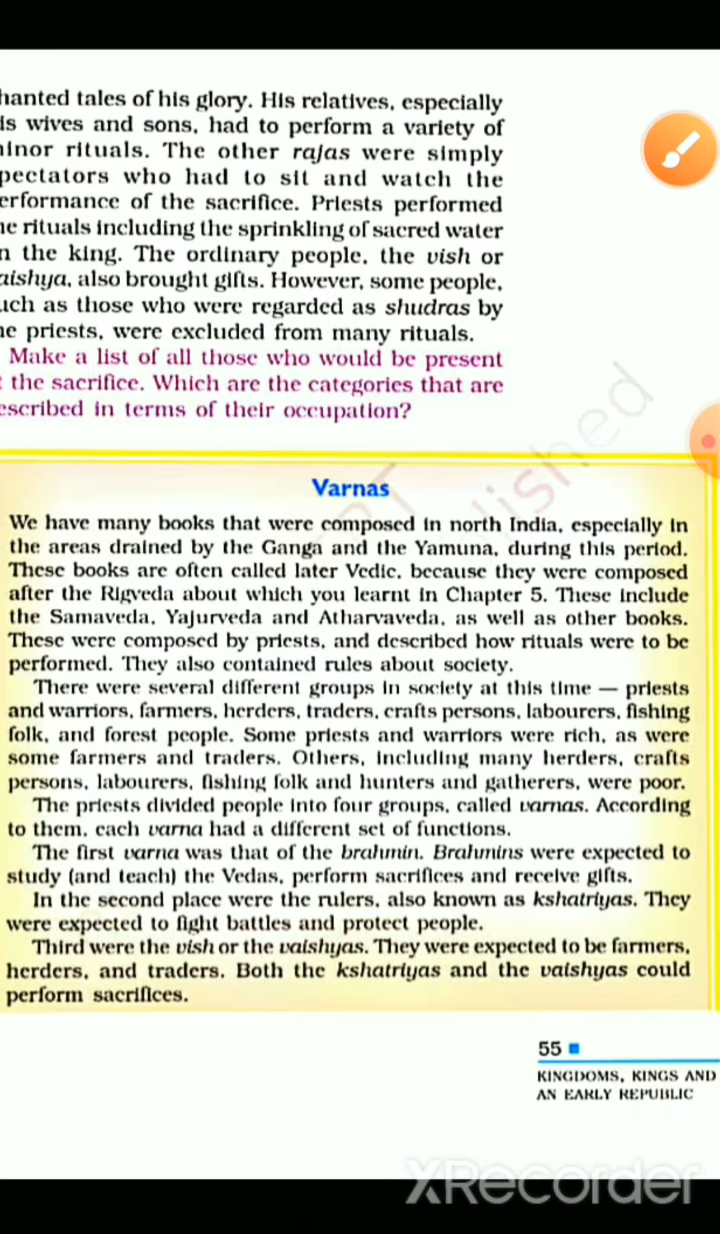 hanted tales of his glory. His relatives, especially
is wives and sons, had to perform a variety of
inor rituals. The other rajas were simply
pectators who had to sit and watch the
erformance of the sacrifice. Priests performed
e rituals including the sprinkling of sacred water
n the king. The ordinary people, the vish or
aishya, also brought gifts. However, some people,
uch as those who were regarded as shudras by
e priests, were excluded from many rituals.
Make a list of all those who would be present
t the sacrifice. Which are the categories that are
escribed in terms of their occupation?
Varnas
We have many books that were composed in north India, especially in
the areas drained by the Ganga and the Yamuna, during this period.
These books are often called later Vedic, because they were composed
after the Rigveda about which you learnt in Chapter 5. These include
the Samaveda, Yajurveda and Atharvaveda, as well as other books.
These were composed by priests, and described how rituals were to be
performed. They also contained rules about society.
There were several different groups in society at this time — priests
and warriors, farmers, herders, traders, crafts persons, labourers, fishing
folk, and forest people. Some priests and warriors were rich, as were
some farmers and traders. Others, including many herders, crafts
persons, labourers, fishing folk and hunters and gatherers, were poor.
The priests divided people into four groups, called varnas. According
to them, each varna had a different set of functions.
The first varna was that of the brahmin. Brahmins were expected to
study (and teach) the Vedas, perform sacrifices and receive gifts.
In the second place were the rulers, also known as kshatriyas. They
were expected to fight battles and protect people.
Third were the vish or the vaishyas. They were expected to be farmers,
herders, and traders. Both the kshatriyas and the vaishyas could
perform sacrifices.
55
KINGDOMS, KINGS AND
AN EARLY REPUBLIC
XRecorder